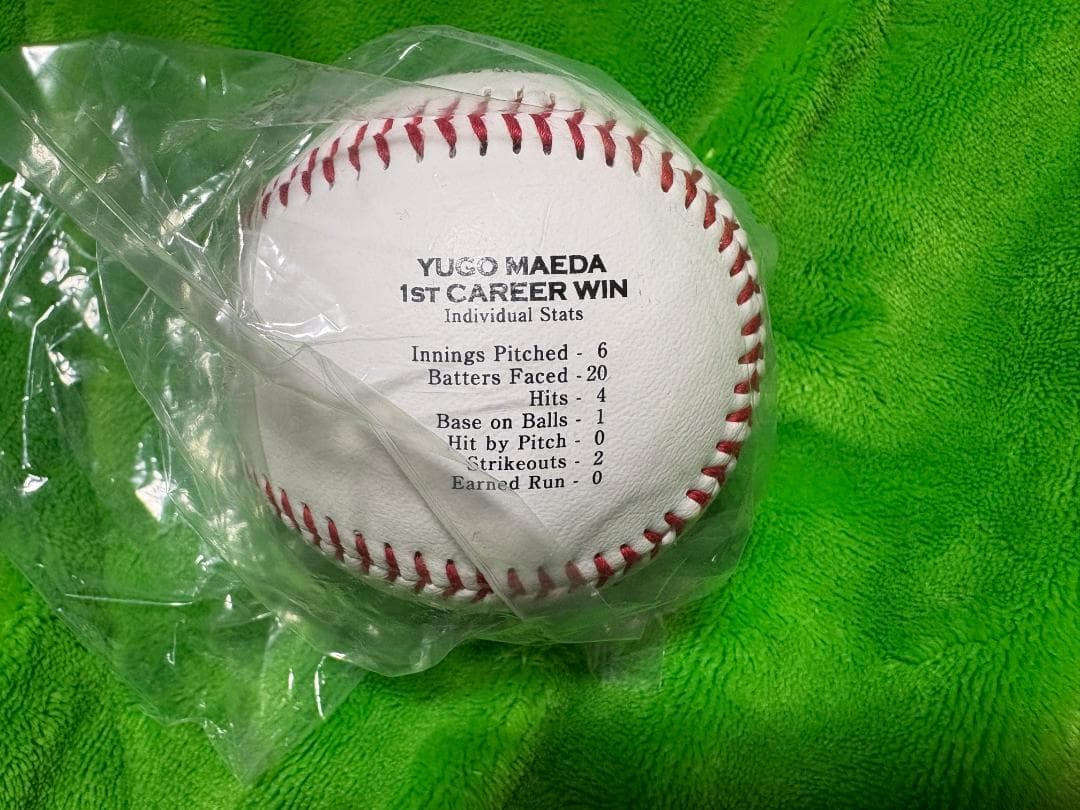 YUGO MAEDA
1ST CAREER WIN
Individual Stats
Innings Pitched - 6
Batters Faced - 20
Hits - 4
Base on Balls - 1
Hit by Pitch - 0
Strikeouts - 2
Earned Run - 0